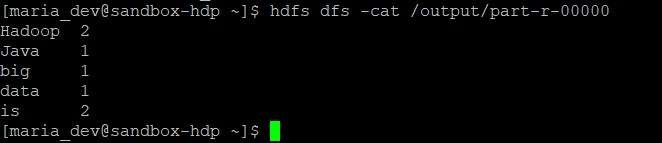 [maria_dev@sandbox-hdp ~]$ hdfs dfs -cat /output/part-r-00000
Hadoop  2
Java    1
big     1
data    1
is      2
[maria_dev@sandbox-hdp ~]$